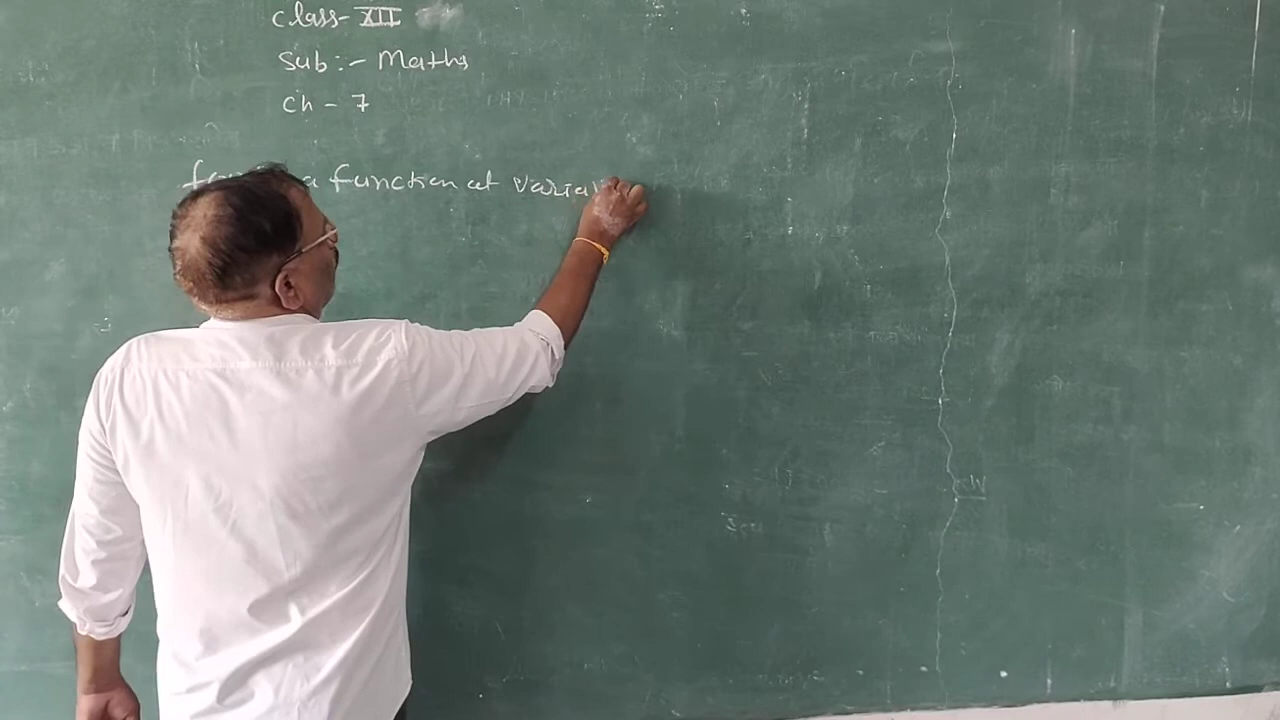 Class- XII
Sub :- Maths
Ch - 7
a function at